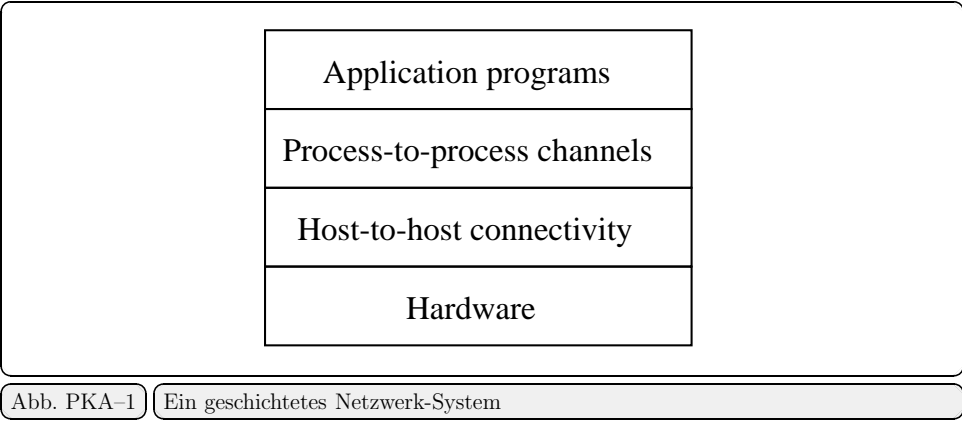 Application programs
Process-to-process channels
Host-to-host connectivity
Hardware
Abb. PKA–1 Ein geschichtetes Netzwerk-System